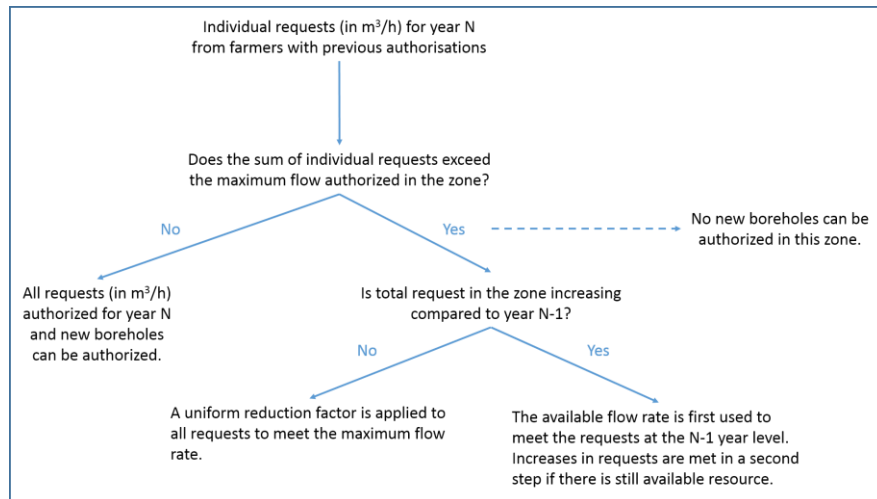 Individual requests (in m³/h) for year N
from farmers with previous authorisations
Does the sum of individual requests exceed
the maximum flow authorized in the zone?
No
Yes
No new boreholes can be
authorized in this zone.
All requests (in m³/h)
authorized for year N
and new boreholes
can be authorized.
Is total request in the zone increasing
compared to year N-1?
No
Yes
A uniform reduction factor is applied to
all requests to meet the maximum flow
rate.
The available flow rate is first used to
meet the requests at the N-1 year level.
Increases in requests are met in a second
step if there is still available resource.